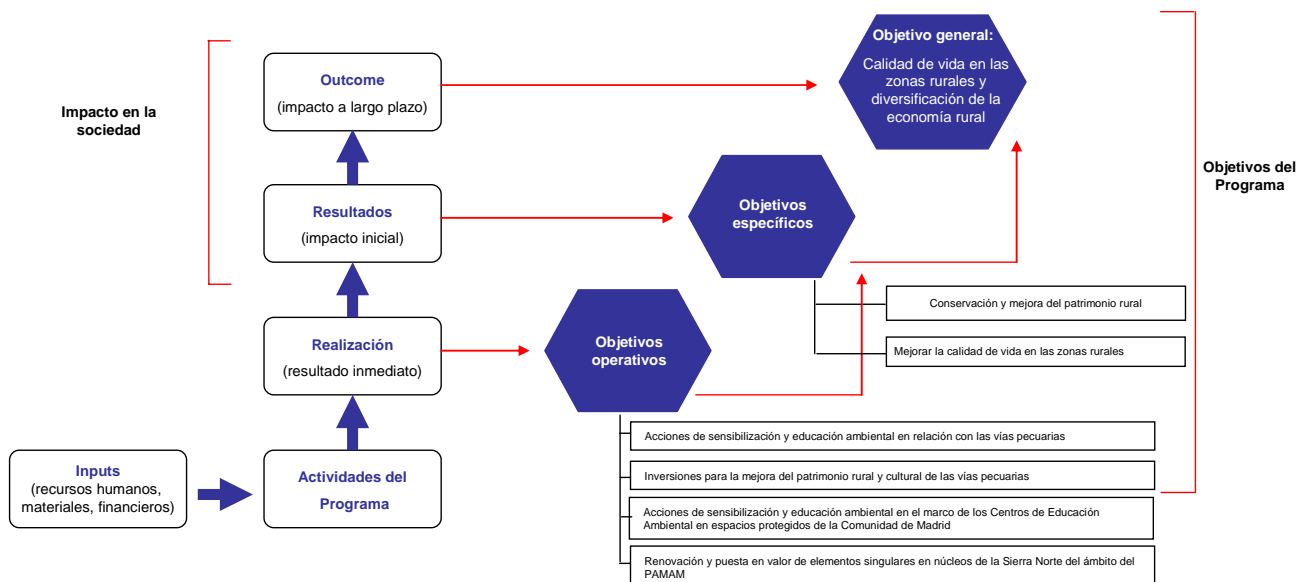 Objetivo general:
Calidad de vida en las
zonas rurales y
diversificación de la
economía rural
Outcome
(impacto a largo plazo)
Impacto en la
sociedad
Objetivos del
Programa
Resultados
(impacto inicial)
Objetivos
específicos
Conservación y mejora del patrimonio rural
Mejorar la calidad de vida en las zonas rurales
Realización
(resultado inmediato)
Objetivos
operativos
Acciones de sensibilización y educación ambiental en relación con las vías pecuarias
Inversiones para la mejora del patrimonio rural y cultural de las vías pecuarias
Acciones de sensibilización y educación ambiental en el marco de los Centros de Educación
Ambiental en espacios protegidos de la Comunidad de Madrid
Renovación y puesta en valor de elementos singulares en núcleos de la Sierra Norte del ámbito del
PAMAM
Inputs
(recursos humanos,
materiales, financieros)
Actividades del
Programa